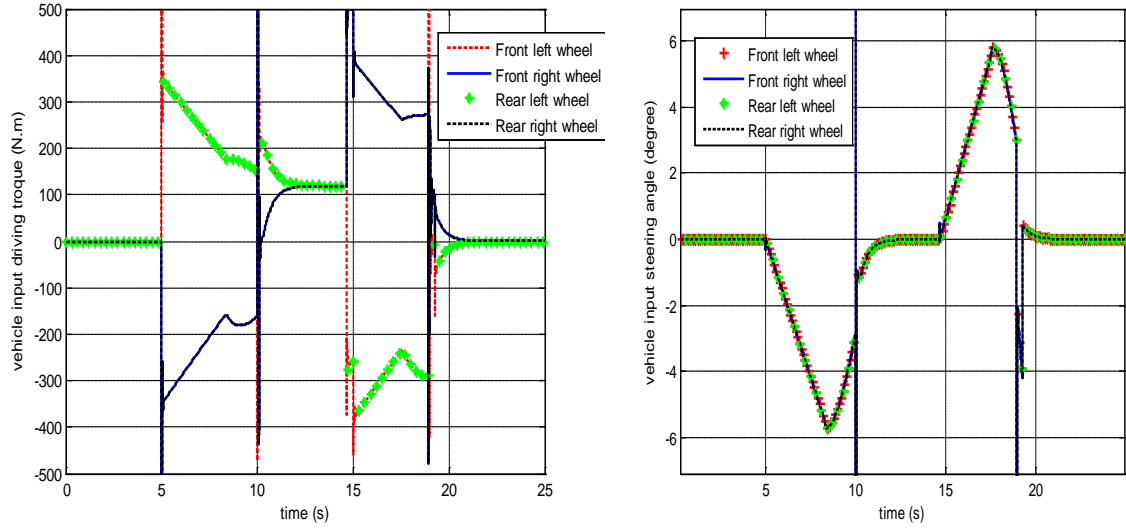 500
400
300
200
100
0
-100
-200
-300
-400
-500
0
5
10
15
20
25
time (s)
vehicle input driving troque (N.m)
Front left wheel
Front right wheel
Rear left wheel
Rear right wheel
6
4
2
0
-2
-4
-6
5
10
15
20
time (s)
vehicle input steering angle (degree)
Front left wheel
Front right wheel
Rear left wheel
Rear right wheel